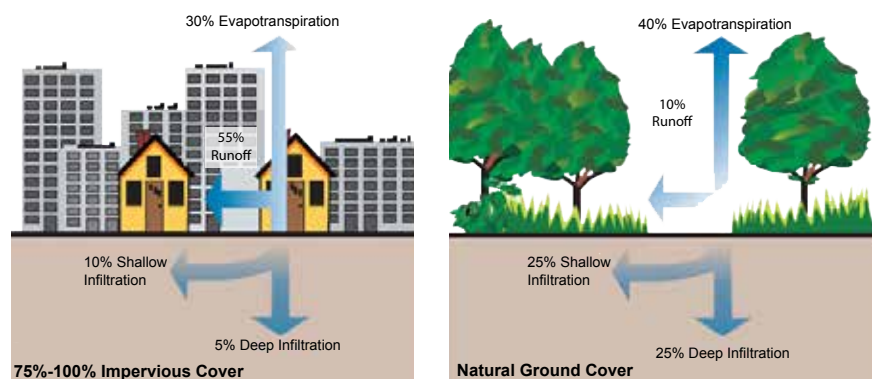 30% Evapotranspiration
55%
Runoff
10% Shallow
Infiltration
5% Deep Infiltration
75%-100% Impervious Cover
40% Evapotranspiration
10%
Runoff
25% Shallow
Infiltration
25% Deep Infiltration
Natural Ground Cover